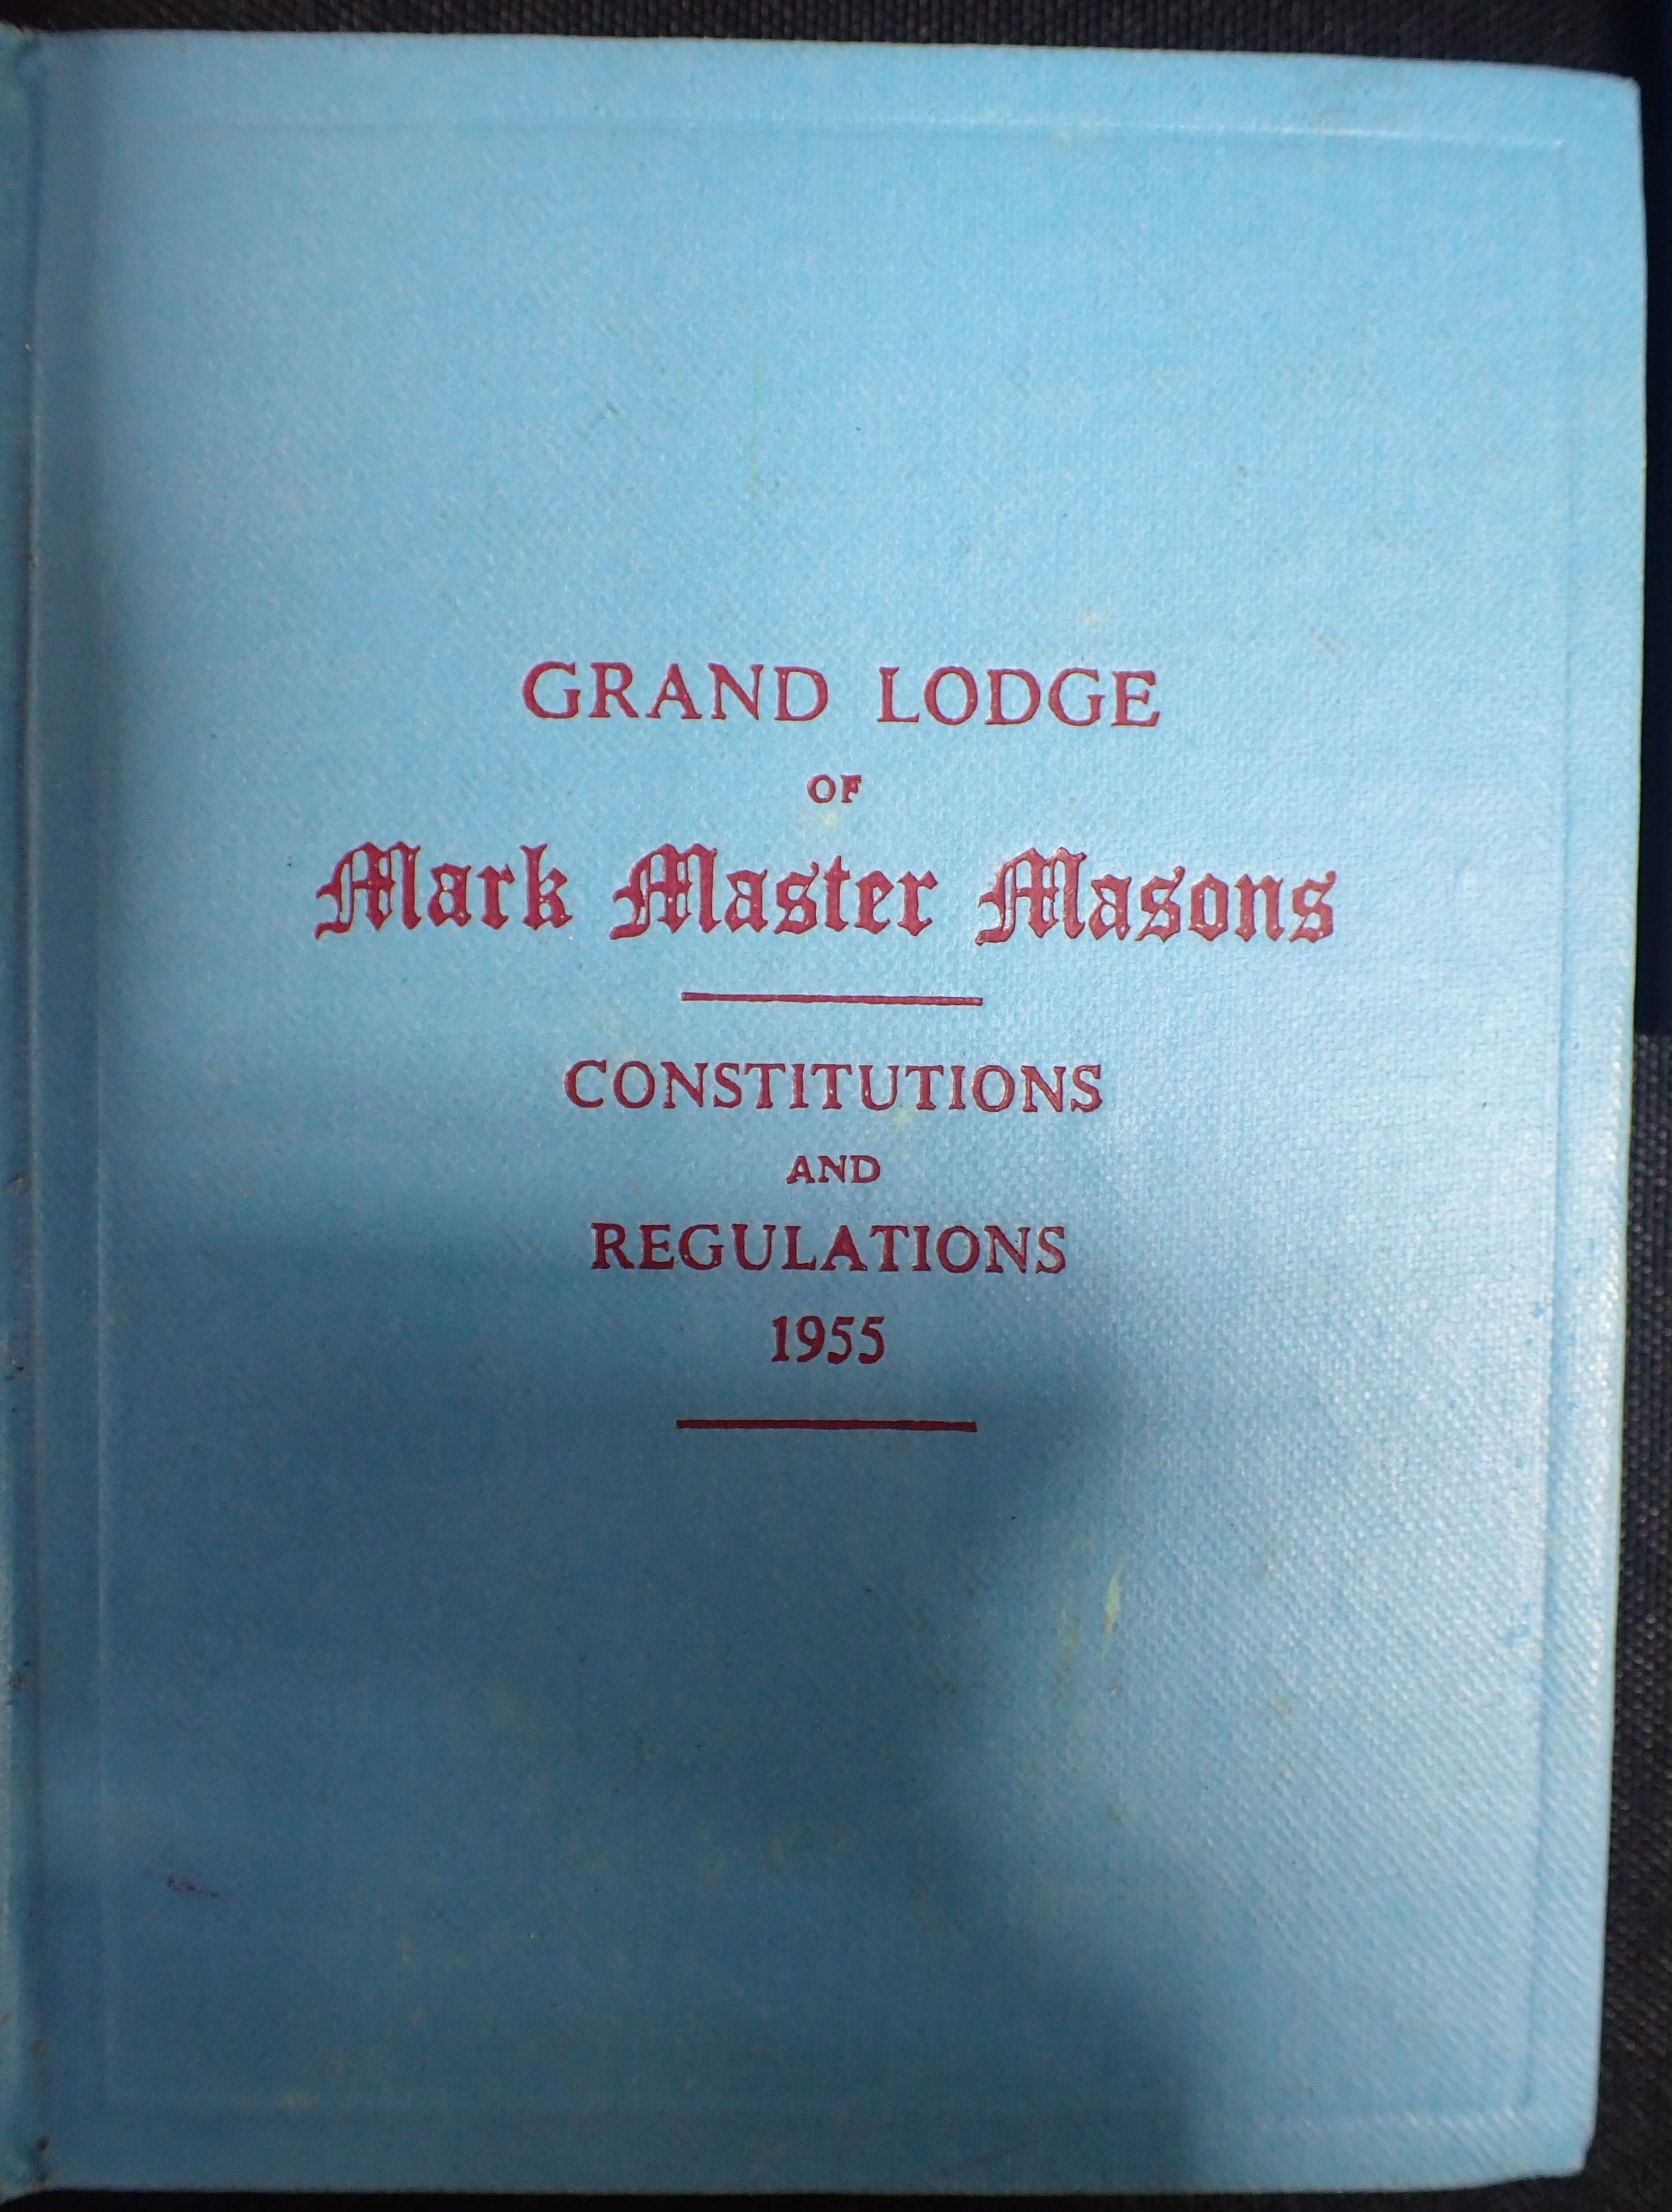 GRAND LODGE
OF
Mark Master Masons
CONSTITUTIONS
AND
REGULATIONS
1955